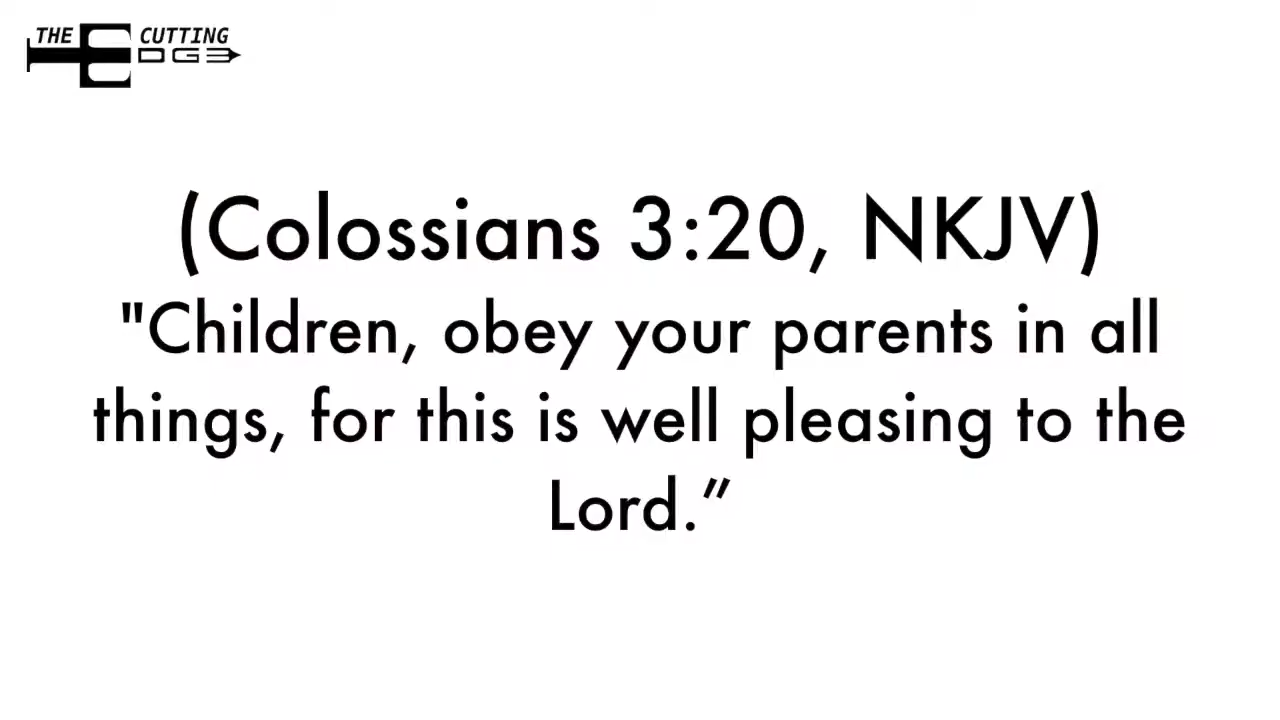 THE CUTTING
EDGE
(Colossians 3:20, NKJV)
"Children, obey your parents in all
things, for this is well pleasing to the
Lord.”